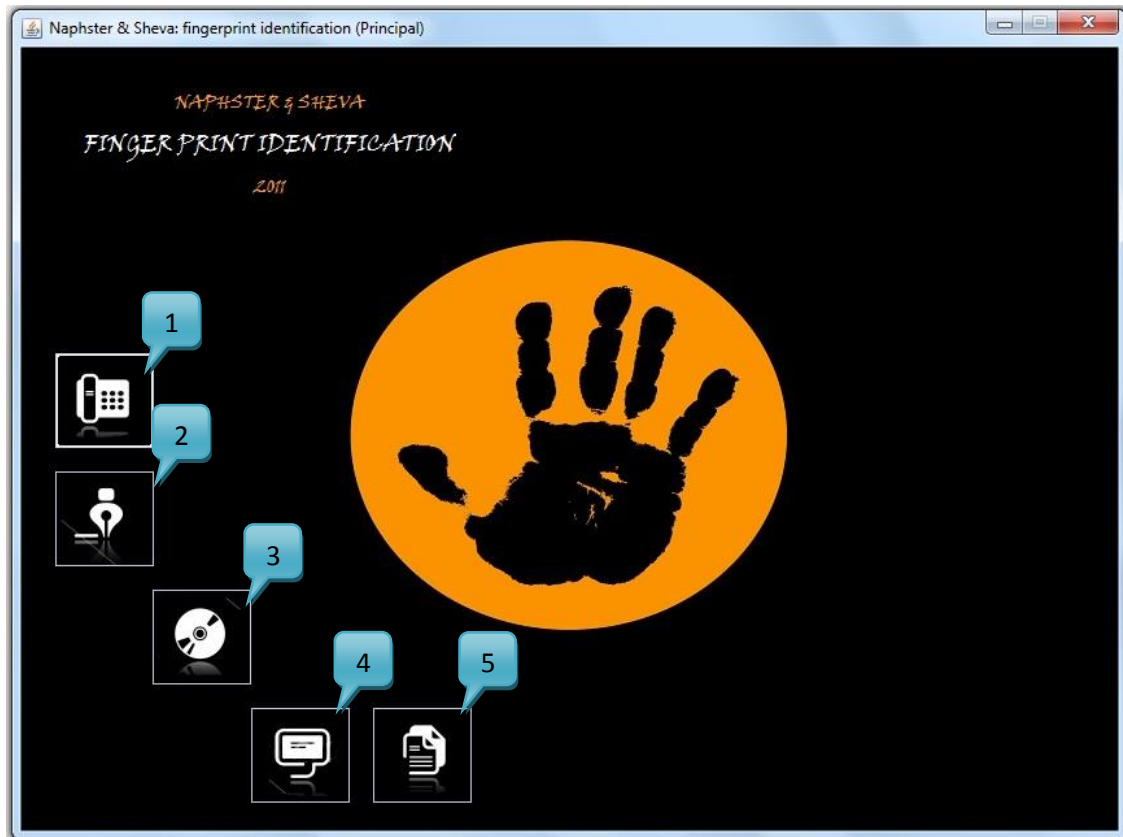 Naphster & Sheva: fingerprint identification (Principal)
NAPHSTER & SHEVA
FINGER PRINT IDENTIFICATION
2011
1
2
3
4
5